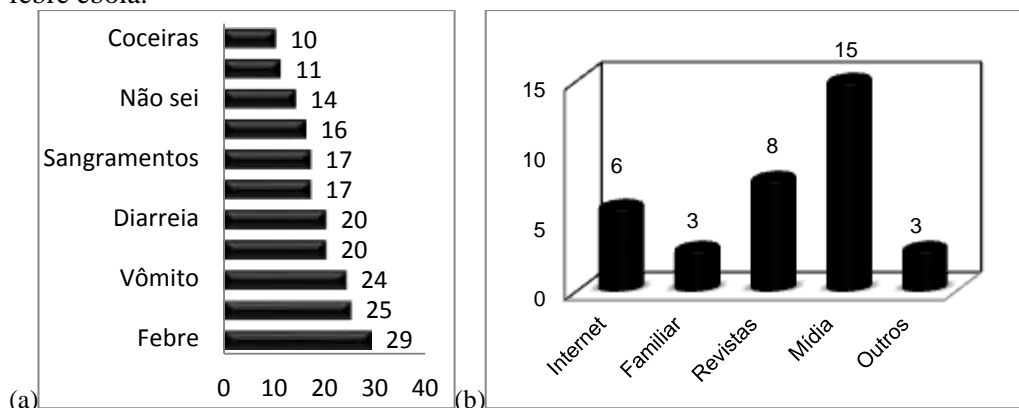 febre ebola.
Coceiras 10
11
Não sei 14
16
Sangramentos 17
17
Diarreia 20
20
Vômito 24
25
Febre 29
0 10 20 30 40
(a)
15
10
5
0
6
3
8
15
3
Internet
Familiar
Revistas
Mídia
Outros
(b)